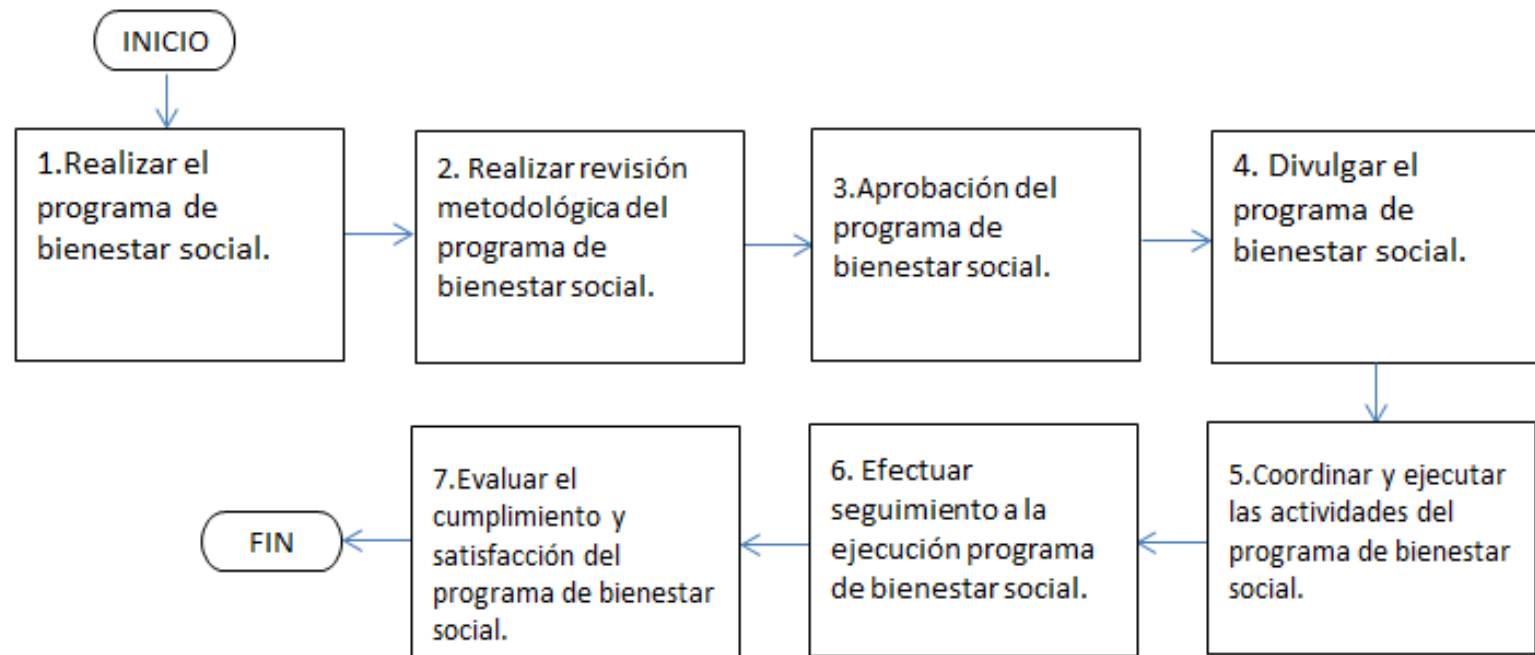 INICIO
1.Realizar el
programa de
bienestar social.
2. Realizar revisión
metodológica del
programa de
bienestar social.
3.Aprobación del
programa de
bienestar social.
4. Divulgar el
programa de
bienestar social.
5.Coordinar y ejecutar
las actividades del
programa de bienestar
social.
6. Efectuar
seguimiento a la
ejecución programa
de bienestar social.
7.Evaluar el
cumplimiento y
satisfacción del
programa de bienestar
social.
FIN